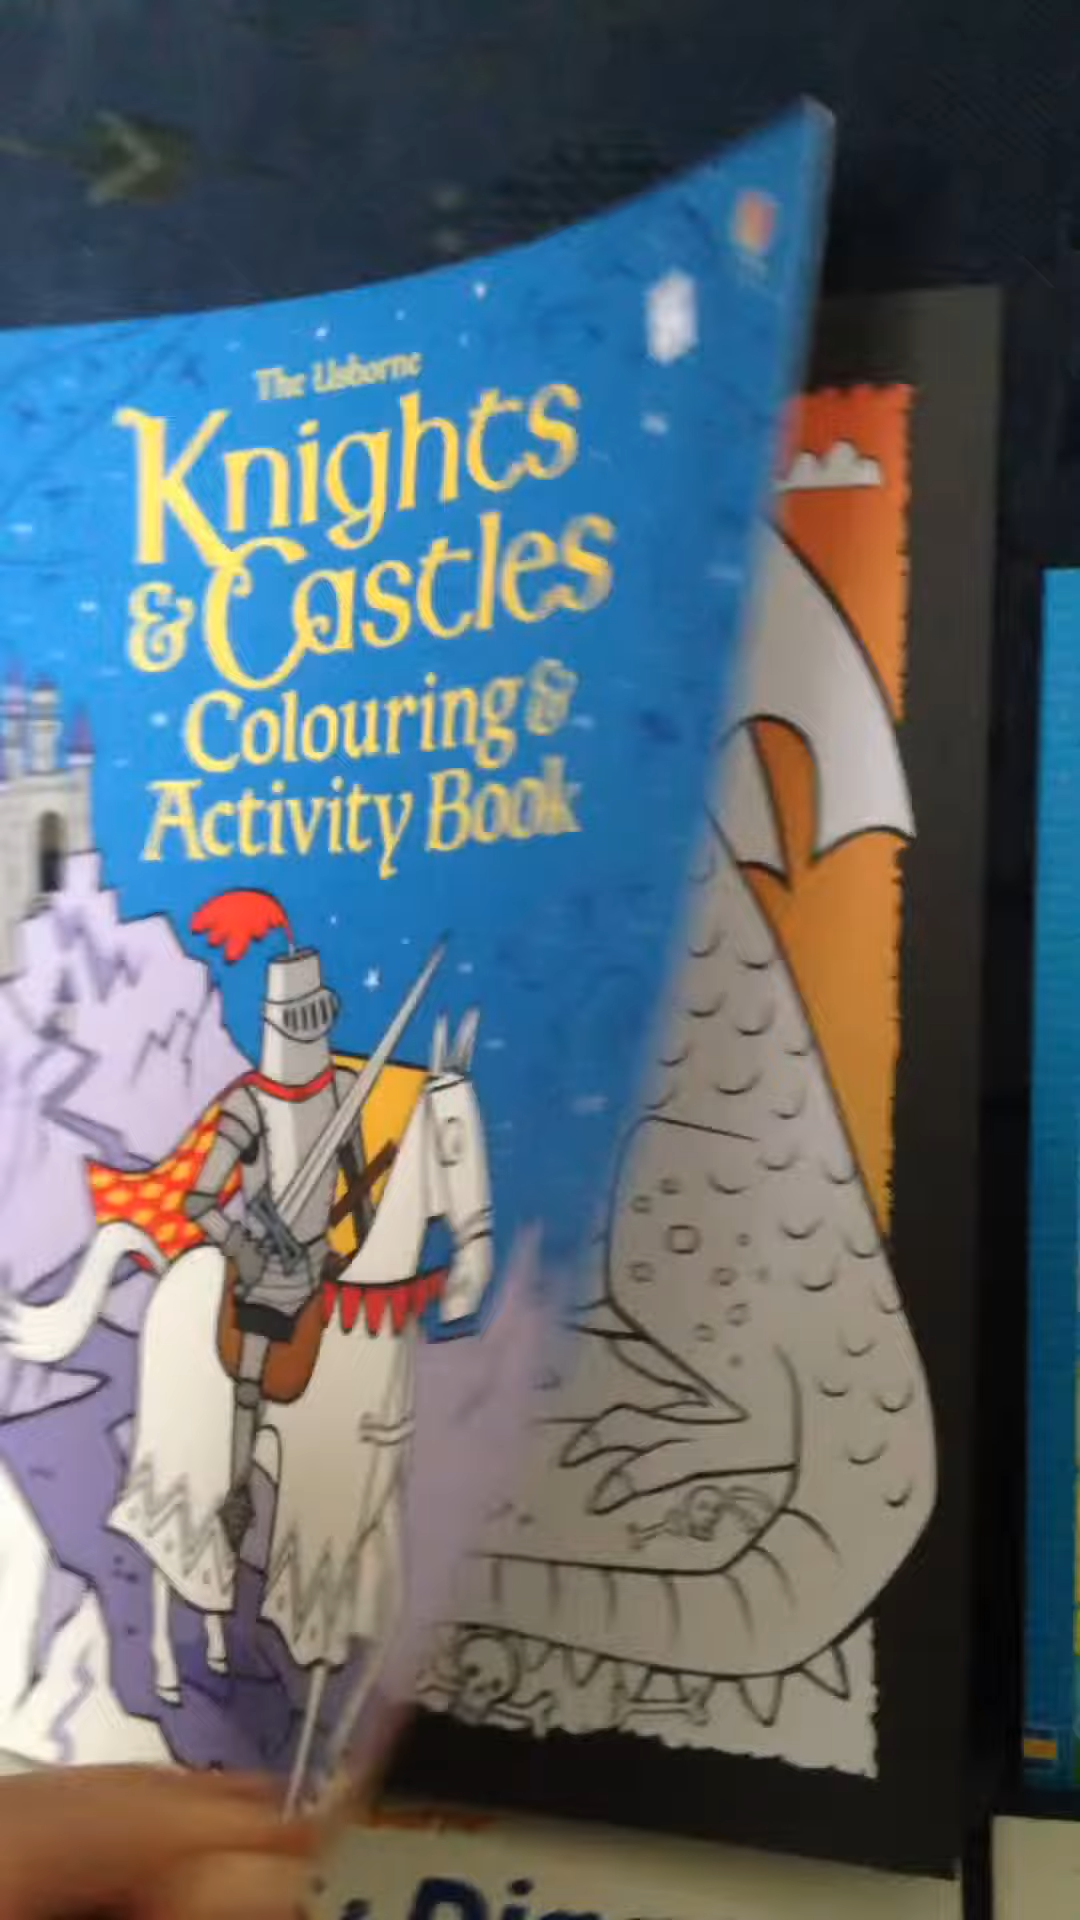 The Usborne
Knights
& Castles
Colouring &
Activity Book